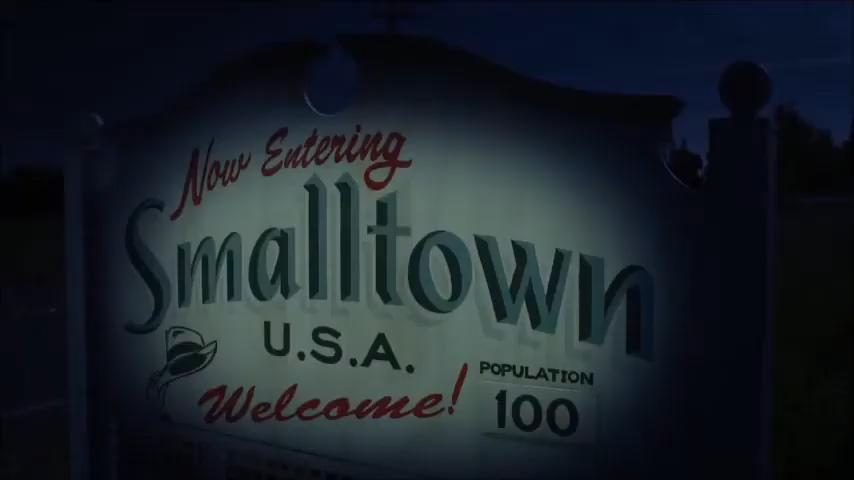 Now Entering
Smalltown
U.S.A.
Welcome!
POPULATION
100